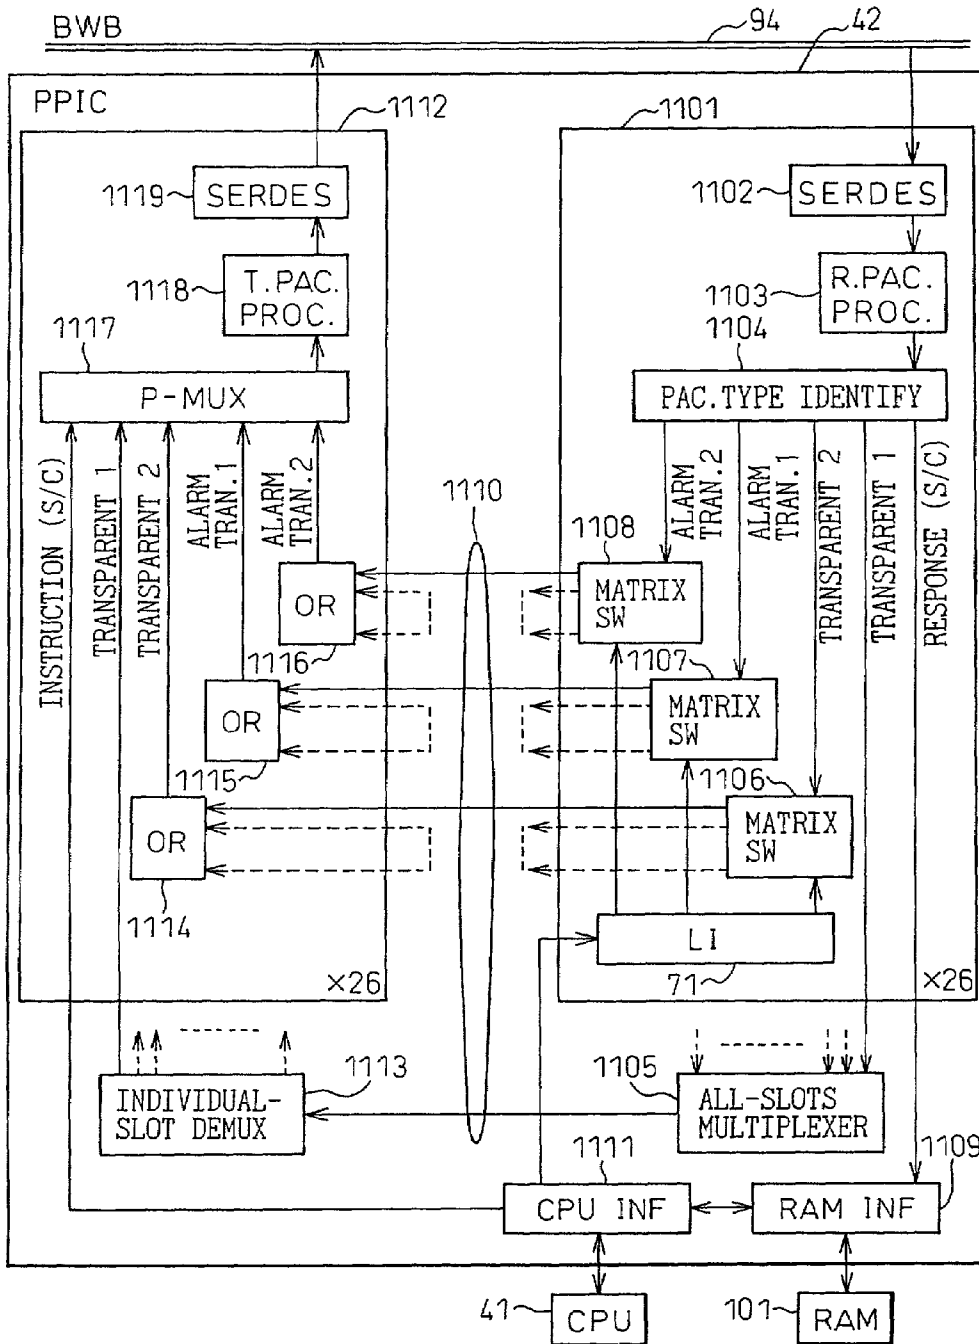 BWB
94
42
PPIC
1112
1101
1119
SERDES
1102
SERDES
1118
T.PAC.
PROC.
1103
R.PAC.
PROC.
1117
P-MUX
1104
PAC.TYPE IDENTIFY
INSTRUCTION (S/C)
TRANSPARENT 1
TRANSPARENT 2
ALARM
TRAN.1
ALARM
TRAN.2
1110
ALARM
TRAN.2
ALARM
TRAN.1
TRANSPARENT 2
TRANSPARENT 1
RESPONSE (S/C)
1108
OR
MATRIX
SW
1116
1107
OR
MATRIX
SW
1115
1106
OR
MATRIX
SW
1114
LI
71
×26
×26
1113
INDIVIDUAL-
SLOT DEMUX
1105
ALL-SLOTS
MULTIPLEXER
1111
1109
CPU INF
RAM INF
41
CPU
101
RAM